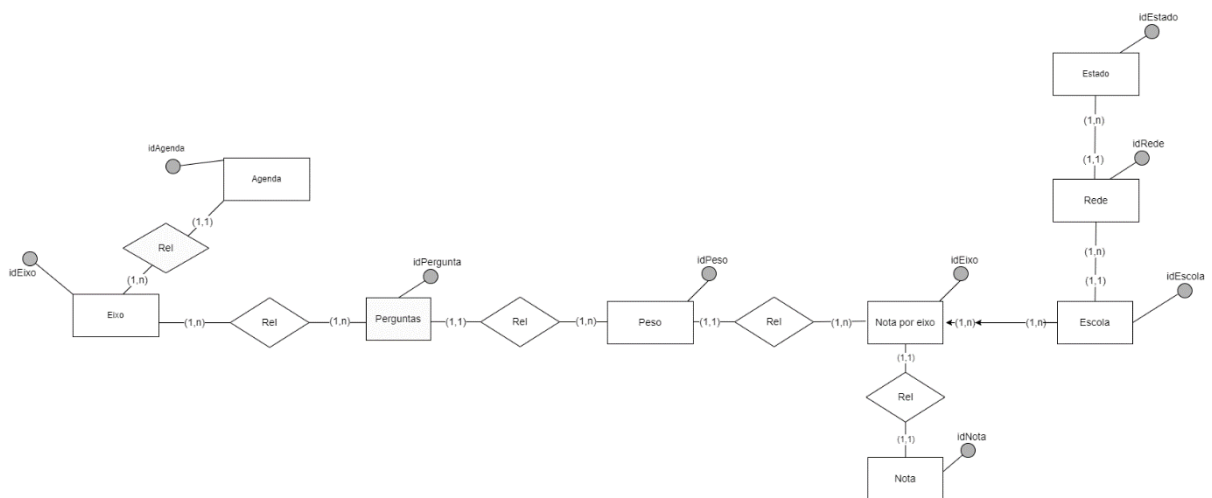 idEstado
Estado
(1,n)
(1,1)
idRede
Rede
(1,n)
(1,1)
idEscola
Escola
idAgenda
Agenda
(1,1)
Rel
(1,n)
idEixo
Eixo
(1,n)
Rel
(1,n)
idPergunta
Perguntas
(1,1)
Rel
(1,n)
idPeso
Peso
(1,1)
Rel
(1,n)
idEixo
Nota por eixo
(1,n)
(1,n)
(1,1)
Rel
(1,1)
idNota
Nota